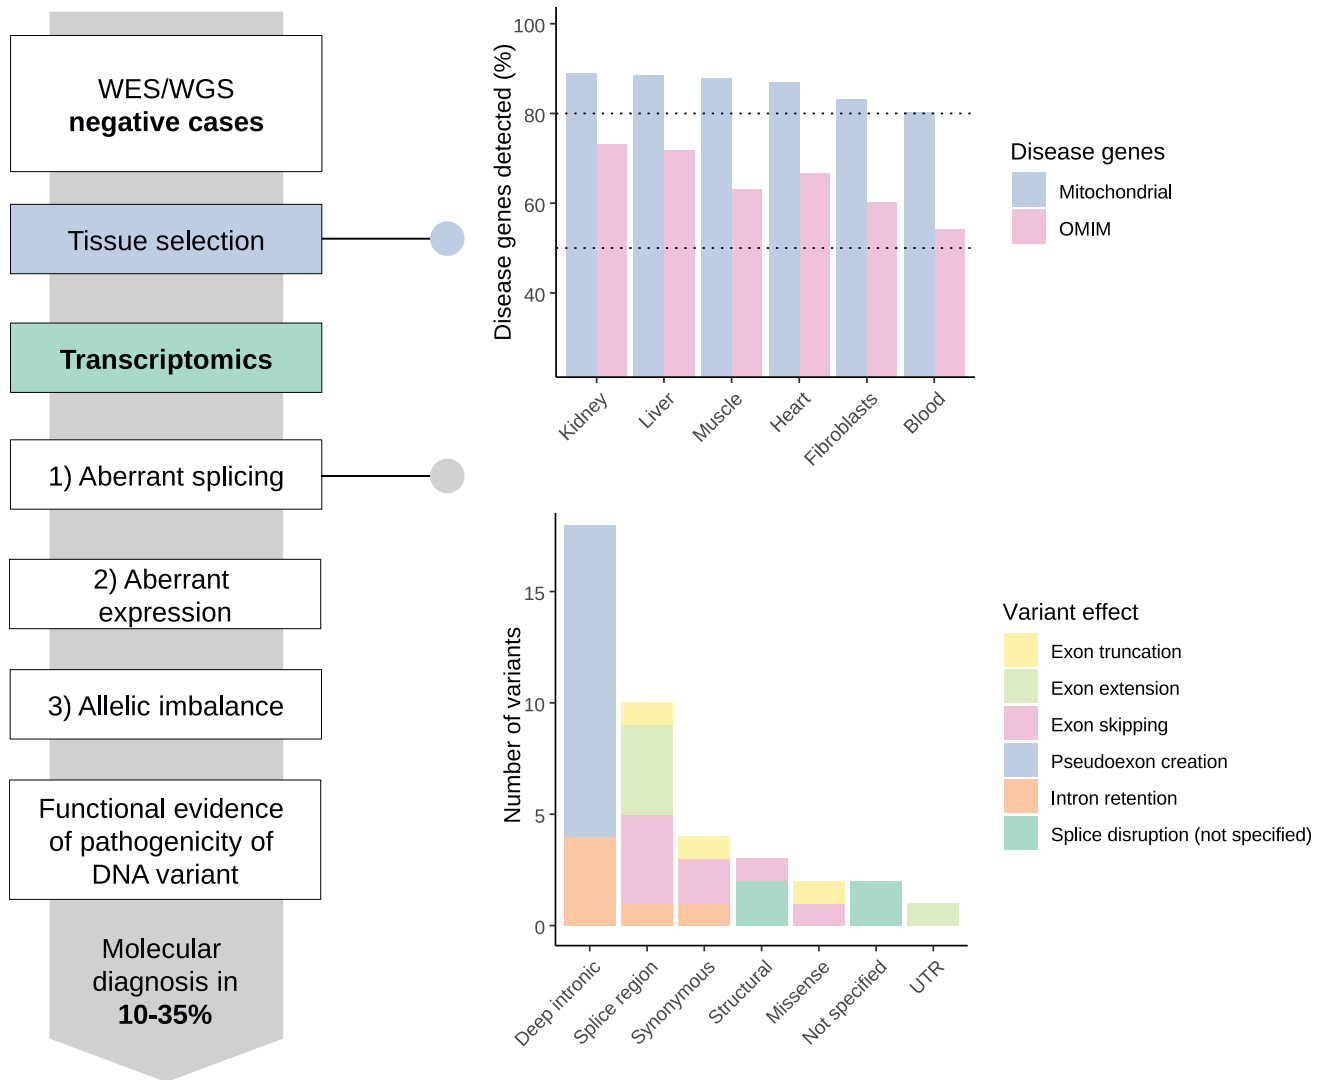 WES/WGS
negative cases
Tissue selection
Transcriptomics
1) Aberrant splicing
2) Aberrant
expression
3) Allelic imbalance
Functional evidence
of pathogenicity of
DNA variant
Molecular
diagnosis in
10-35%
Disease genes detected (%)
100
80
60
40
Kidney
Liver
Muscle
Heart
Fibroblasts
Blood
Disease genes
Mitochondrial
OMIM
Number of variants
15
10
5
0
Deep intronic
Splice region
Synonymous
Structural
Missense
Not specified
UTR
Variant effect
Exon truncation
Exon extension
Exon skipping
Pseudoexon creation
Intron retention
Splice disruption (not specified)